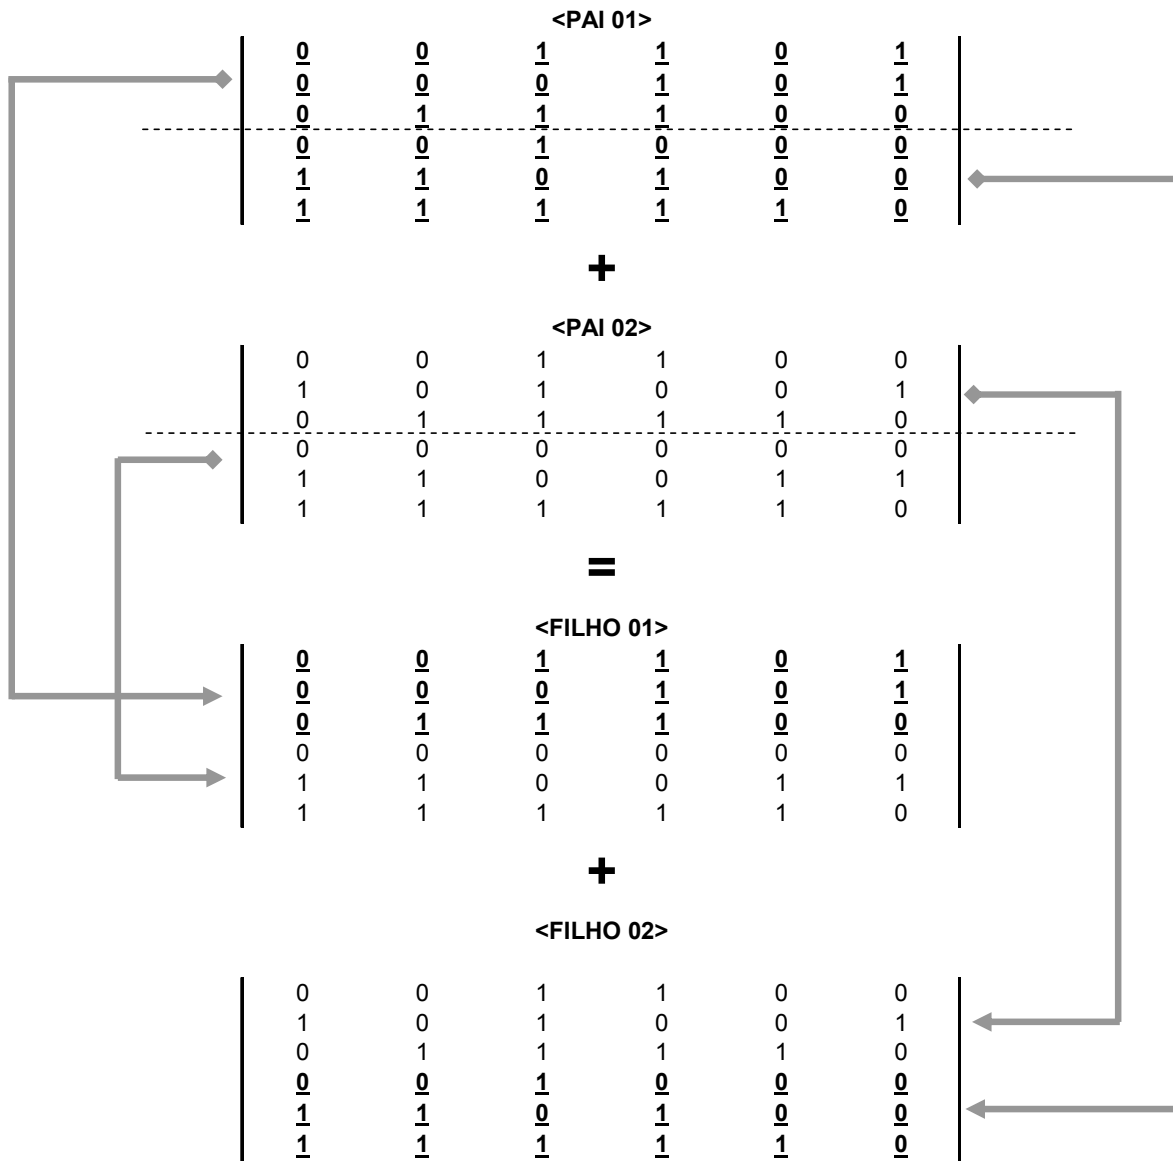 <PAI 01>
0 0 1 1 0 1
0 0 0 1 0 1
0 1 1 1 0 0
0 0 1 0 0 0
1 1 0 1 0 0
1 1 1 1 1 0
+
<PAI 02>
0 0 1 1 0 0
1 0 1 0 0 1
0 1 1 1 1 0
0 0 0 0 0 0
1 1 0 0 1 1
1 1 1 1 1 0
=
<FILHO 01>
0 0 1 1 0 1
0 0 0 1 0 1
0 1 1 1 0 0
0 0 0 0 0 0
1 1 0 0 1 1
1 1 1 1 1 0
+
<FILHO 02>
0 0 1 1 0 0
1 0 1 0 0 1
0 1 1 1 1 0
0 0 1 0 0 0
1 1 0 1 0 0
1 1 1 1 1 0